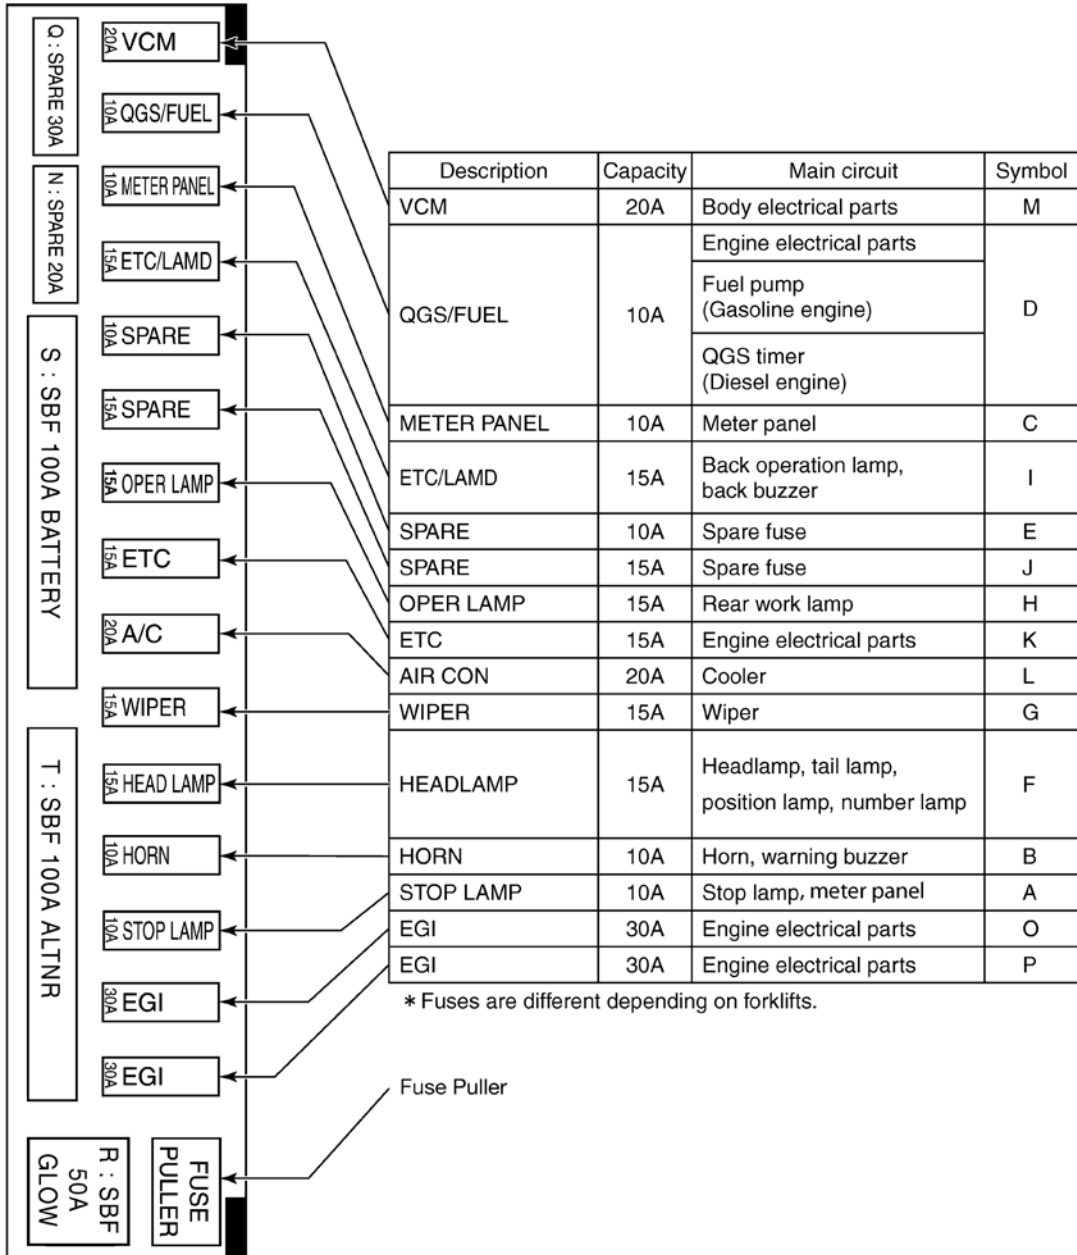 Q : SPARE 30A
N : SPARE 20A
S : SBF 100A BATTERY
T : SBF 100A ALTNR
R : SBF
50A
GLOW
FUSE
PULLER
20A VCM
10A QGS/FUEL
10A METER PANEL
15A ETC/LAMD
10A SPARE
15A SPARE
15A OPER LAMP
15A ETC
20A A/C
15A WIPER
15A HEAD LAMP
10A HORN
10A STOP LAMP
30A EGI
30A EGI
Description Capacity Main circuit Symbol
VCM 20A Body electrical parts M
QGS/FUEL 10A Engine electrical parts D
Fuel pump
(Gasoline engine)
QGS timer
(Diesel engine)
METER PANEL 10A Meter panel C
ETC/LAMD 15A Back operation lamp, I
back buzzer
SPARE 10A Spare fuse E
SPARE 15A Spare fuse J
OPER LAMP 15A Rear work lamp H
ETC 15A Engine electrical parts K
AIR CON 20A Cooler L
WIPER 15A Wiper G
HEADLAMP 15A Headlamp, tail lamp, F
position lamp, number lamp
HORN 10A Horn, warning buzzer B
STOP LAMP 10A Stop lamp, meter panel A
EGI 30A Engine electrical parts O
EGI 30A Engine electrical parts P
* Fuses are different depending on forklifts.
Fuse Puller